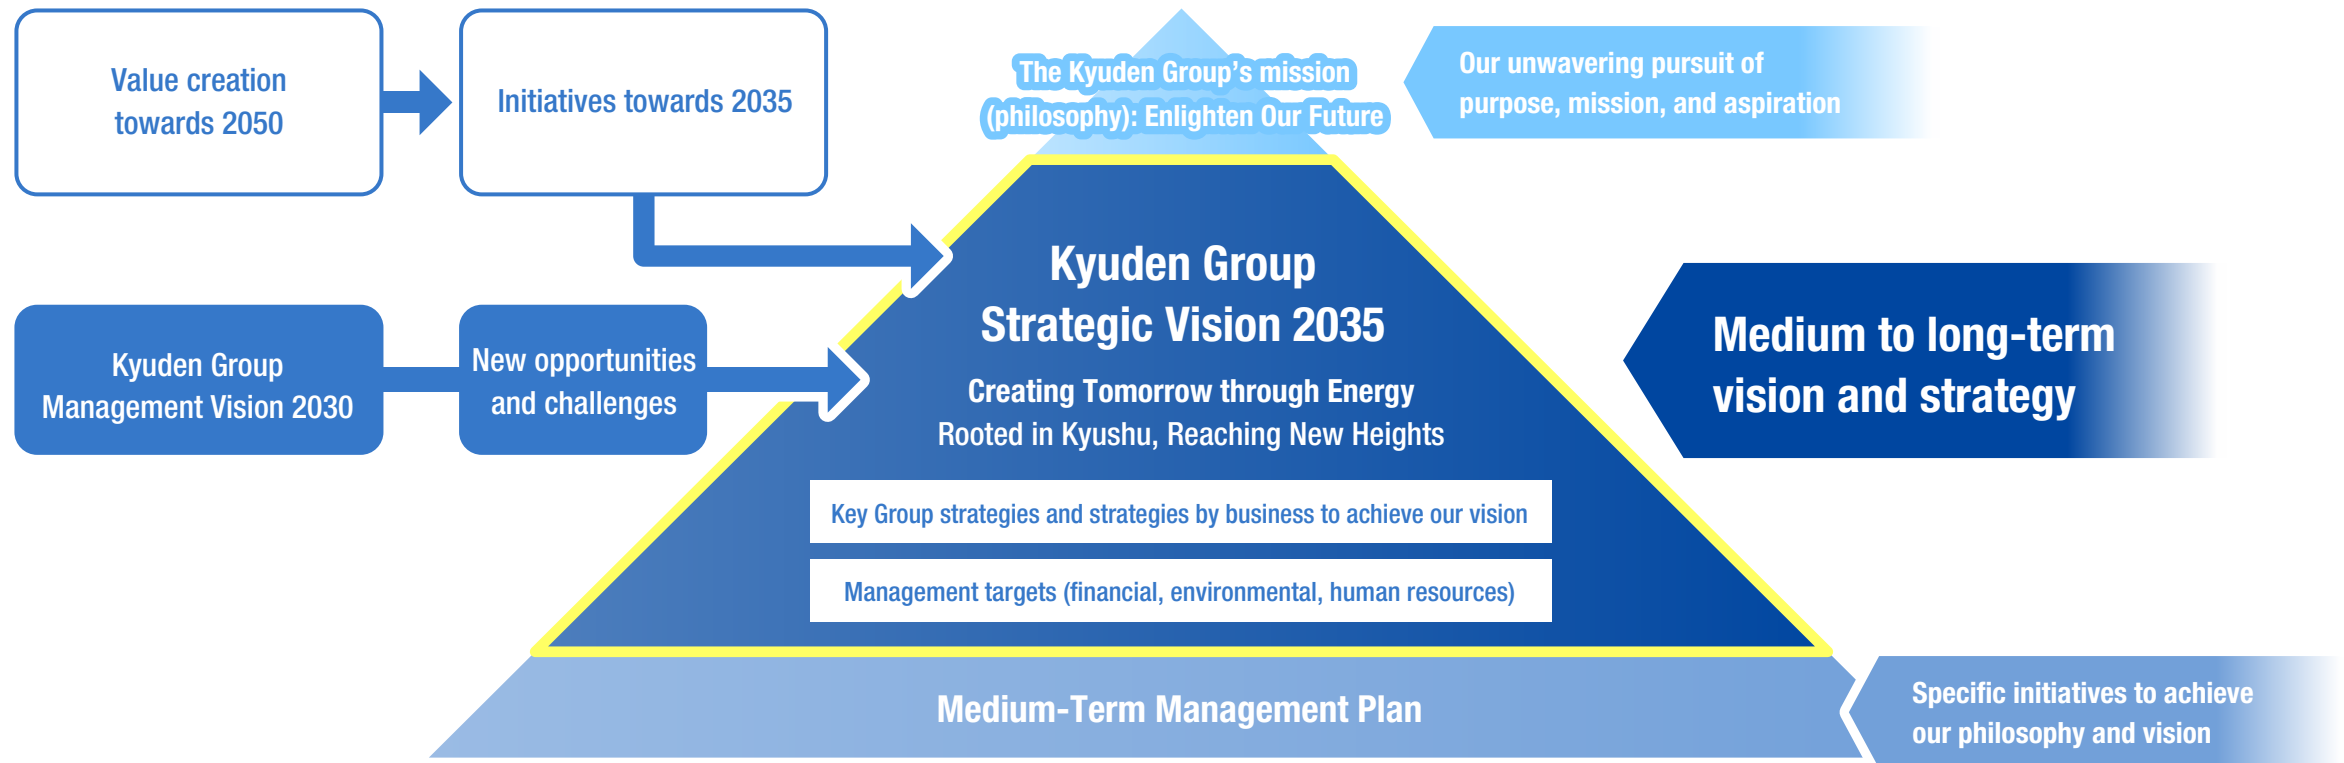 Value creation
towards 2050
Initiatives towards 2035
The Kyuden Group's mission
(philosophy): Enlighten Our Future
Our unwavering pursuit of
purpose, mission, and aspiration
Kyuden Group
Management Vision 2030
New opportunities
and challenges
Kyuden Group
Strategic Vision 2035
Creating Tomorrow through Energy
Rooted in Kyushu, Reaching New Heights
Key Group strategies and strategies by business to achieve our vision
Management targets (financial, environmental, human resources)
Medium to long-term
vision and strategy
Medium-Term Management Plan
Specific initiatives to achieve
our philosophy and vision